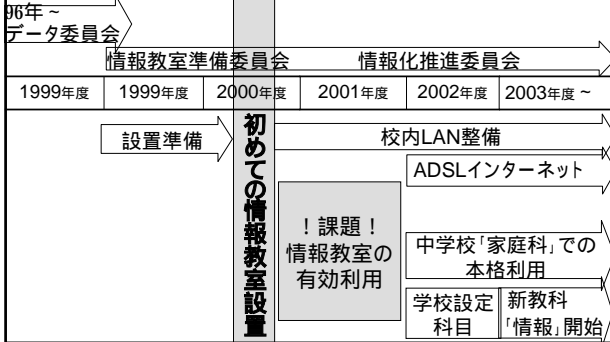 96年～
データ委員会
情報教室準備委員会 情報化推進委員会
1999年度 1999年度 2000年度 2001年度 2002年度 2003年度～
設置準備
初めての情報教室設置
校内LAN整備
ADSLインターネット
！課題！
情報教室の
有効利用
中学校「家庭科」での
本格利用
学校設定
科目
新教科
「情報」開始